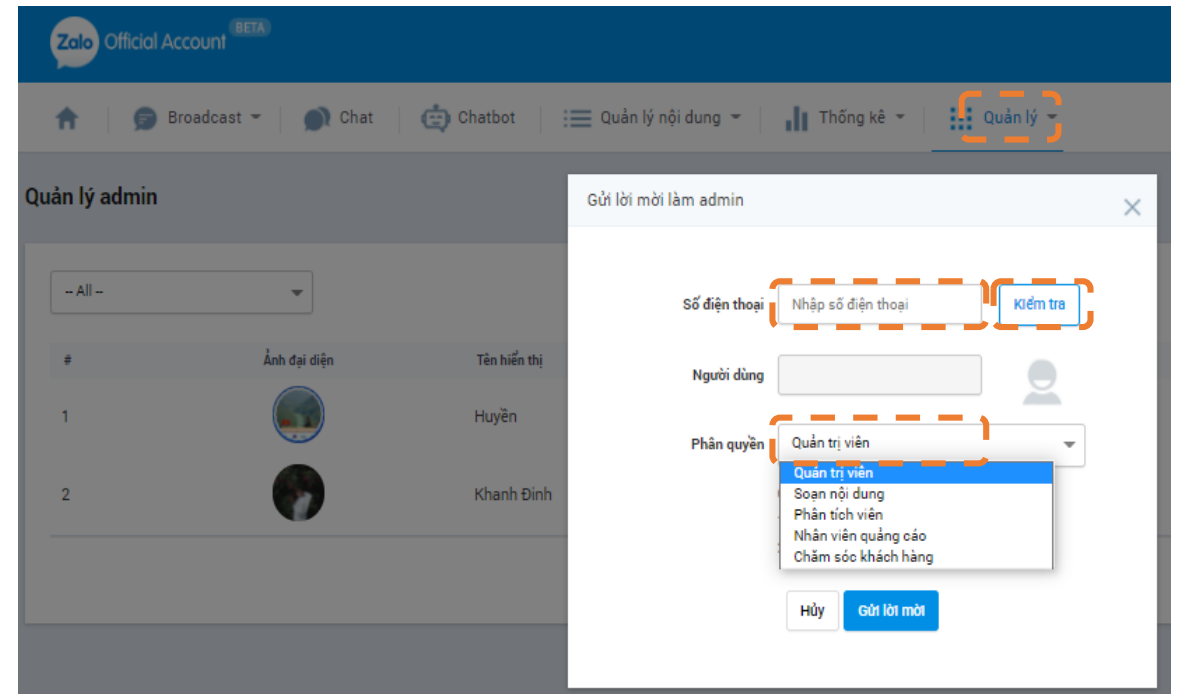 Zalo Official Account BETA
Broadcast
Chat
Chatbot
Quản lý nội dung
Thống kê
Quản lý
Quản lý admin
Gửi lời mời làm admin
-- All --
Số điện thoại
Nhập số điện thoại
Kiểm tra
# Ảnh đại diện Tên hiển thị
Người dùng
1 Huyền
Phân quyền
Quản trị viên
Quản trị viên
Soạn nội dung
Phân tích viên
Nhân viên quảng cáo
Chăm sóc khách hàng
2 Khanh Đinh
Hủy
Gửi lời mời